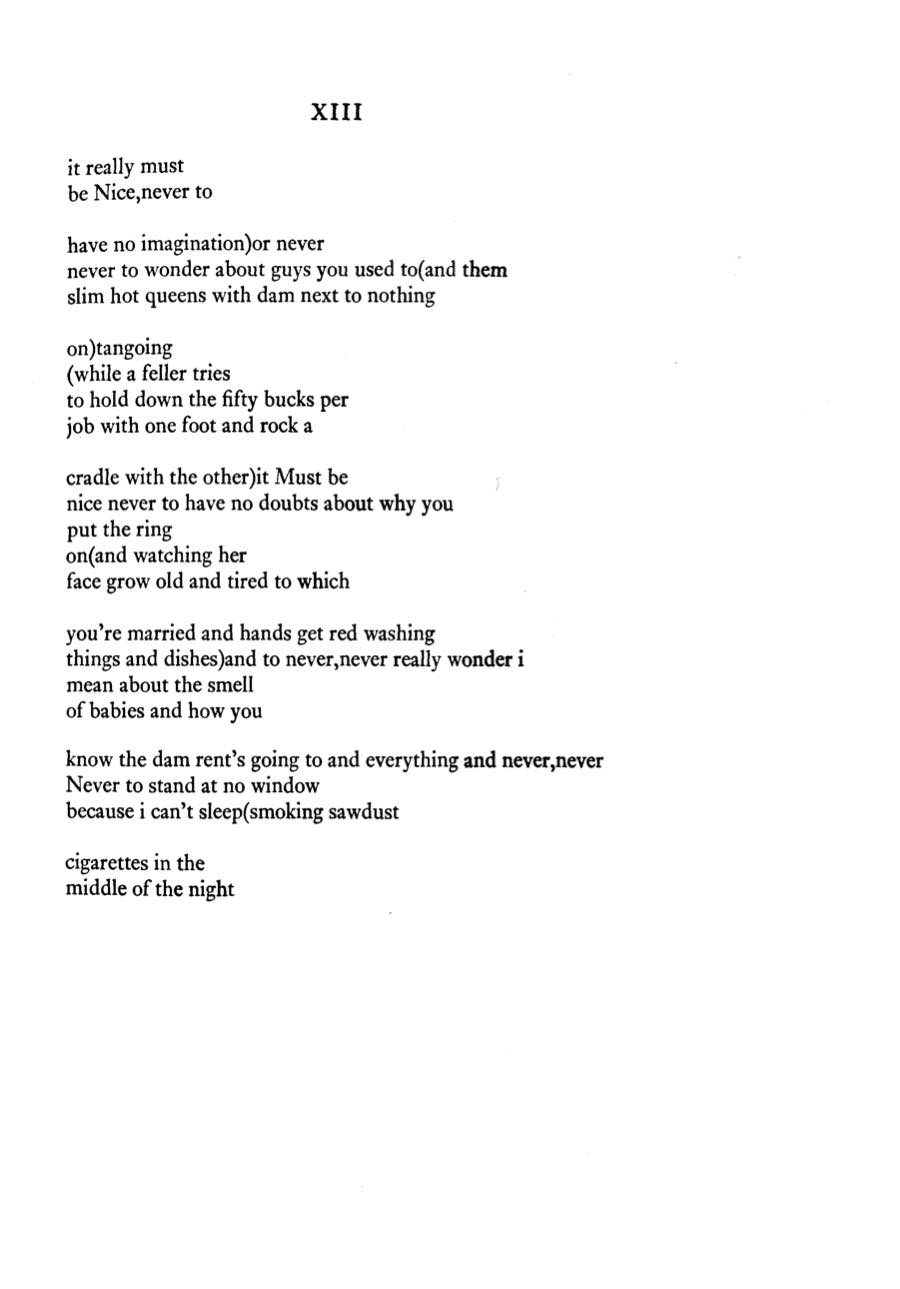 XIII
it really must
be Nice,never to
have no imagination)or never
never to wonder about guys you used to(and them
slim hot queens with dam next to nothing
on)tangoing
(while a feller tries
to hold down the fifty bucks per
job with one foot and rock a
cradle with the other)it Must be
nice never to have no doubts about why you
put the ring
on(and watching her
face grow old and tired to which
you're married and hands get red washing
things and dishes)and to never,never really wonder i
mean about the smell
of babies and how you
know the dam rent's going to and everything and never,never
Never to stand at no window
because i can't sleep(smoking sawdust
cigarettes in the
middle of the night